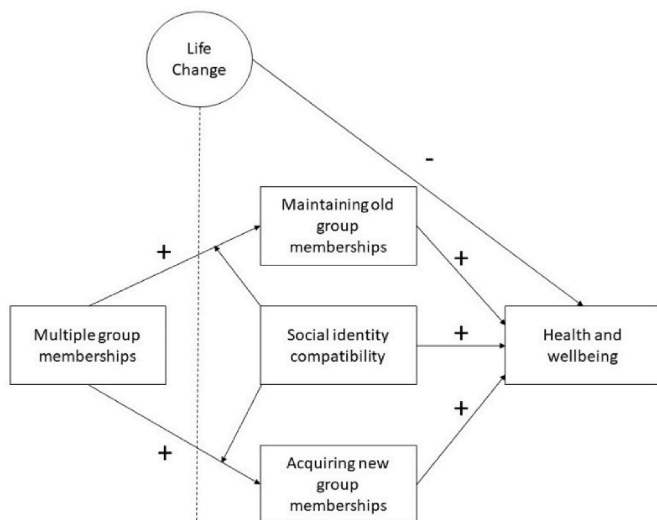 Life
Change
-
Maintaining old
group
memberships
+
+
Multiple group
memberships
Social identity
compatibility
+
Health and
wellbeing
+
+
Acquiring new
group
memberships